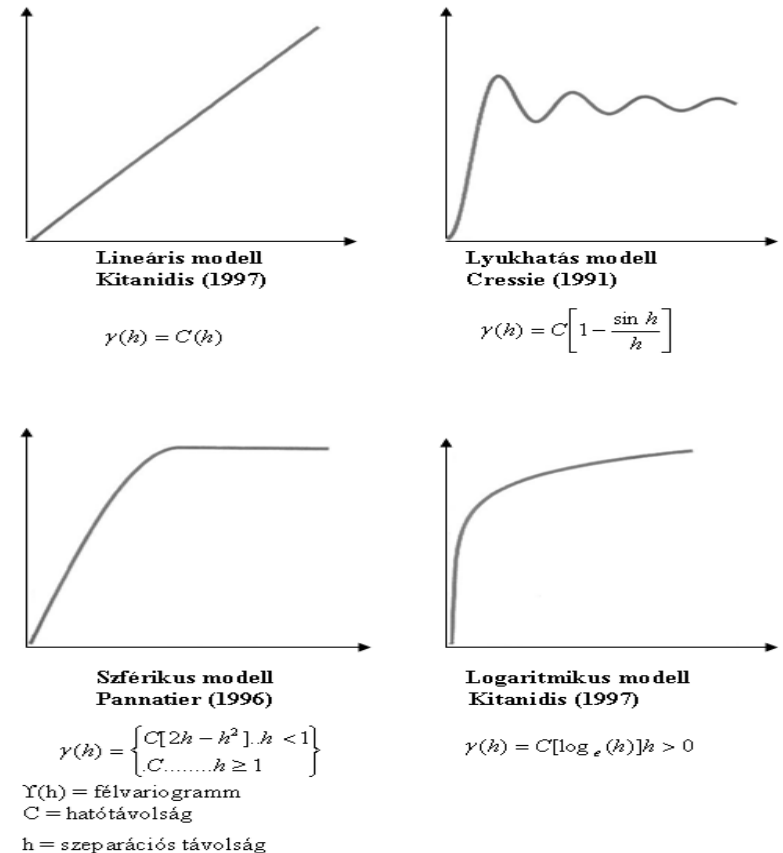 Lineáris modell
Kitanidis (1997)
γ(h) = C(h)
Lyukhatás modell
Cressie (1991)
γ(h) = C[1 − sin h / h]
Szférikus modell
Pannatier (1996)
γ(h) = {C[2h − h²]..h < 1
.C........h ≥ 1}
ϒ(h) = félvariogramm
C = hatótávolság
h = szeparációs távolság
Logaritmikus modell
Kitanidis (1997)
γ(h) = C[log e (h)]h > 0